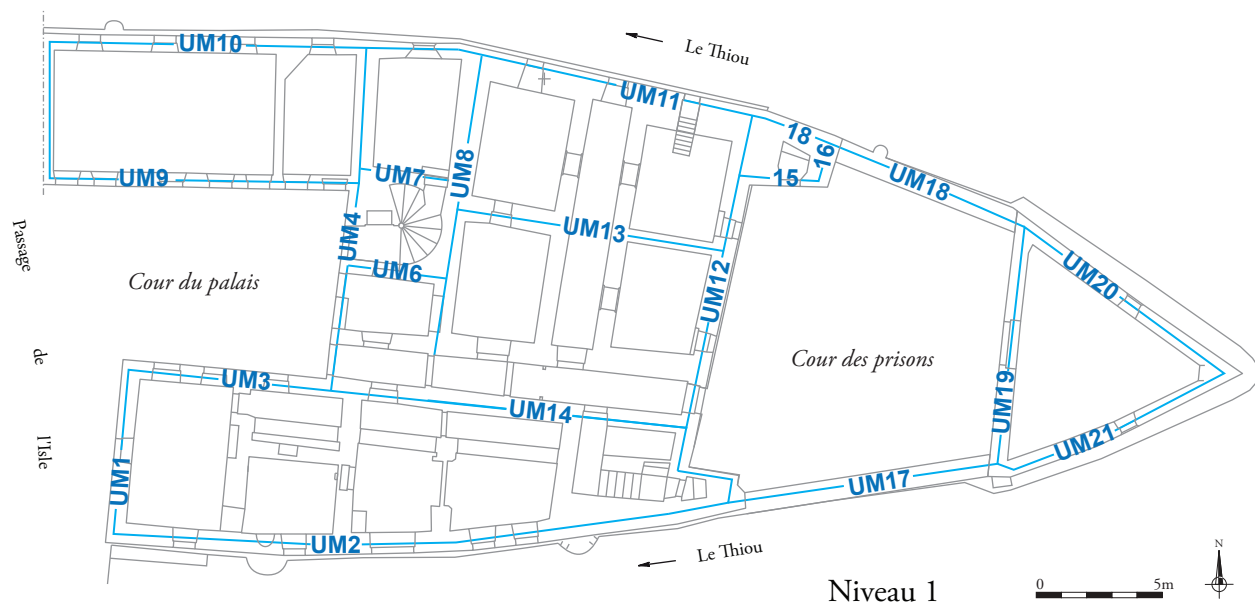 UM10
Le Thiou
UM11
18
16
UM8
UM7
15
UM18
UM9
Passage
de
l'Isle
UM4
UM13
UM6
UM12
UM20
Cour du palais
Cour des prisons
UM3
UM14
UM19
UM1
UM21
UM17
UM2
Le Thiou
Niveau 1
0 5m
N